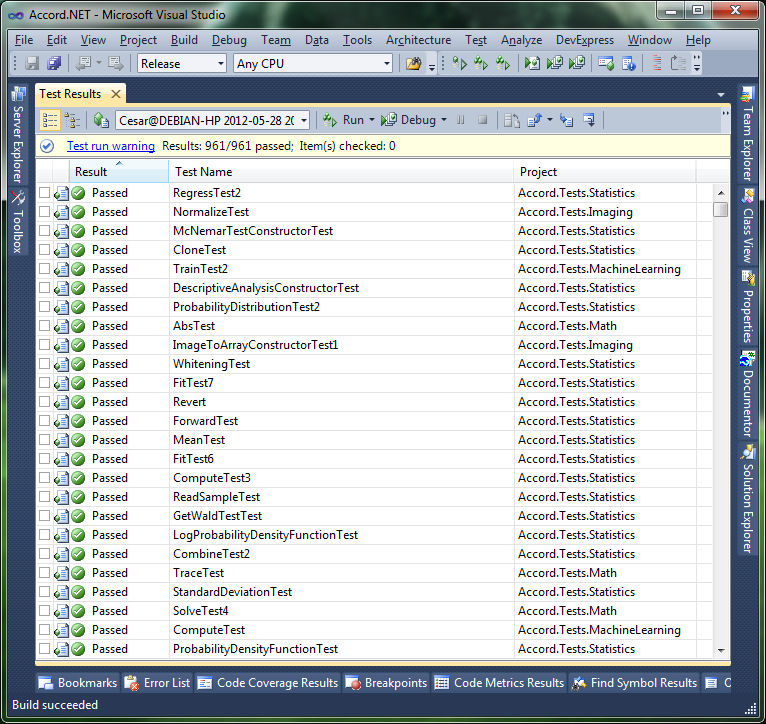 Accord.NET - Microsoft Visual Studio
File Edit View Project Build Debug Team Data Tools Architecture Test Analyze DevExpress Window Help
Release Any CPU
Test Results
Cesar@DEBIAN-HP 2012-05-28 20 Run Debug
Test run warning Results: 961/961 passed; Item(s) checked: 0
Result Test Name Project
Passed RegressTest2 Accord.Tests.Statistics
Passed NormalizeTest Accord.Tests.Imaging
Passed McNemarTestConstructorTest Accord.Tests.Statistics
Passed CloneTest Accord.Tests.Statistics
Passed TrainTest2 Accord.Tests.MachineLearning
Passed DescriptiveAnalysisConstructorTest Accord.Tests.Statistics
Passed ProbabilityDistributionTest2 Accord.Tests.Statistics
Passed AbsTest Accord.Tests.Math
Passed ImageToArrayConstructorTest1 Accord.Tests.Imaging
Passed WhiteningTest Accord.Tests.Statistics
Passed FitTest7 Accord.Tests.Statistics
Passed Revert Accord.Tests.Statistics
Passed ForwardTest Accord.Tests.Statistics
Passed MeanTest Accord.Tests.Statistics
Passed FitTest6 Accord.Tests.Statistics
Passed ComputeTest3 Accord.Tests.Statistics
Passed ReadSampleTest Accord.Tests.Statistics
Passed GetWaldTestTest Accord.Tests.Statistics
Passed LogProbabilityDensityFunctionTest Accord.Tests.Statistics
Passed CombineTest2 Accord.Tests.Statistics
Passed TraceTest Accord.Tests.Math
Passed StandardDeviationTest Accord.Tests.Statistics
Passed SolveTest4 Accord.Tests.Math
Passed ComputeTest Accord.Tests.MachineLearning
Passed ProbabilityDensityFunctionTest Accord.Tests.Statistics
Server Explorer
Toolbox
Team Explorer
Class View
Properties
Documentor
Solution Explorer
Bookmarks Error List Code Coverage Results Breakpoints Code Metrics Results Find Symbol Results
Build succeeded